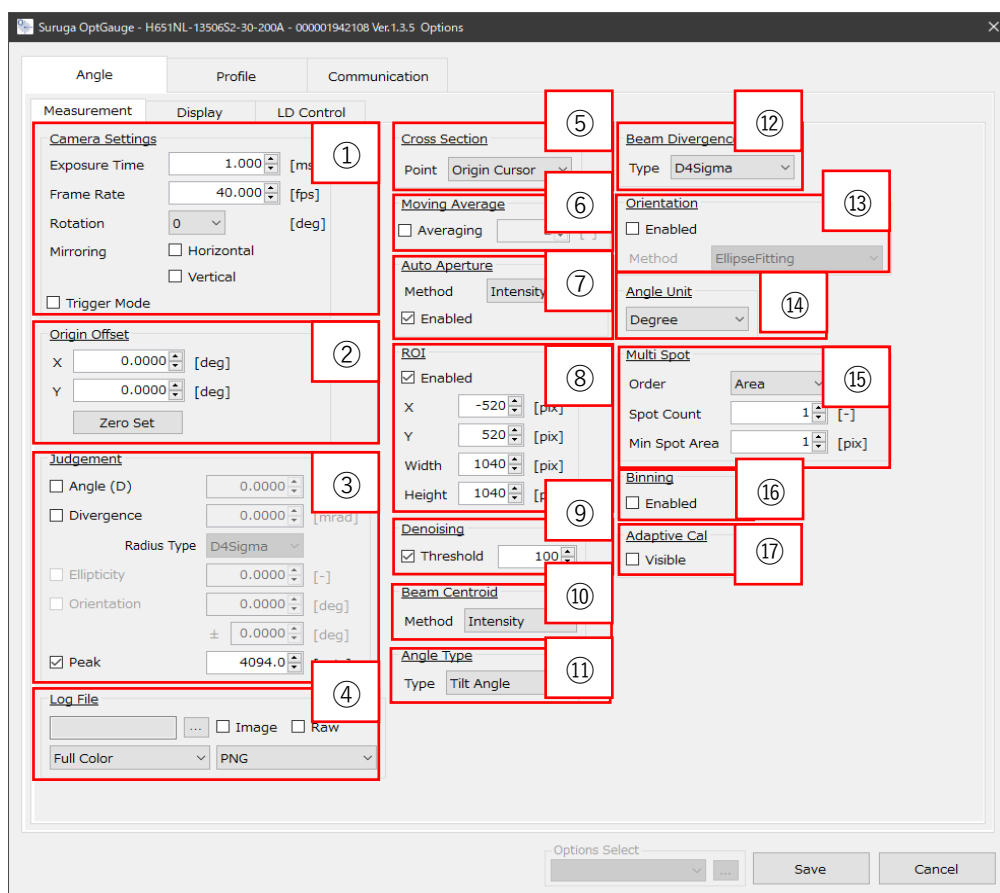 Suruga OptGauge - H651NL-13506S2-30-200A - 000001942108 Ver.1.3.5 Options
Angle Profile Communication
Measurement Display LD Control
Camera Settings ①
Exposure Time 1.000 [ms
Frame Rate 40.000 [fps]
Rotation 0 [deg]
Mirroring Horizontal
Vertical
Trigger Mode
Origin Offset ②
X 0.0000 [deg]
Y 0.0000 [deg]
Zero Set
Judgement ③
Angle (D) 0.0000
Divergence 0.0000 [mrad]
Radius Type D4Sigma
Ellipticity 0.0000 [-]
Orientation 0.0000 [deg]
± 0.0000 [deg]
Peak 4094.0
Log File ④
... Image Raw
Full Color PNG
Cross Section ⑤
Point Origin Cursor
Moving Average ⑥
Averaging
Auto Aperture ⑦
Method Intensity
Enabled
ROI ⑧
Enabled
X -520 [pix]
Y 520 [pix]
Width 1040 [pix]
Height 1040 [p
Denoising ⑨
Threshold 100
Beam Centroid ⑩
Method Intensity
Angle Type ⑪
Type Tilt Angle
Beam Divergenc ⑫
Type D4Sigma
Orientation ⑬
Enabled
Method EllipseFitting
Angle Unit ⑭
Degree
Multi Spot ⑮
Order Area
Spot Count 1 [-]
Min Spot Area 1 [pix]
Binning ⑯
Enabled
Adaptive Cal ⑰
Visible
Options Select
... Save Cancel